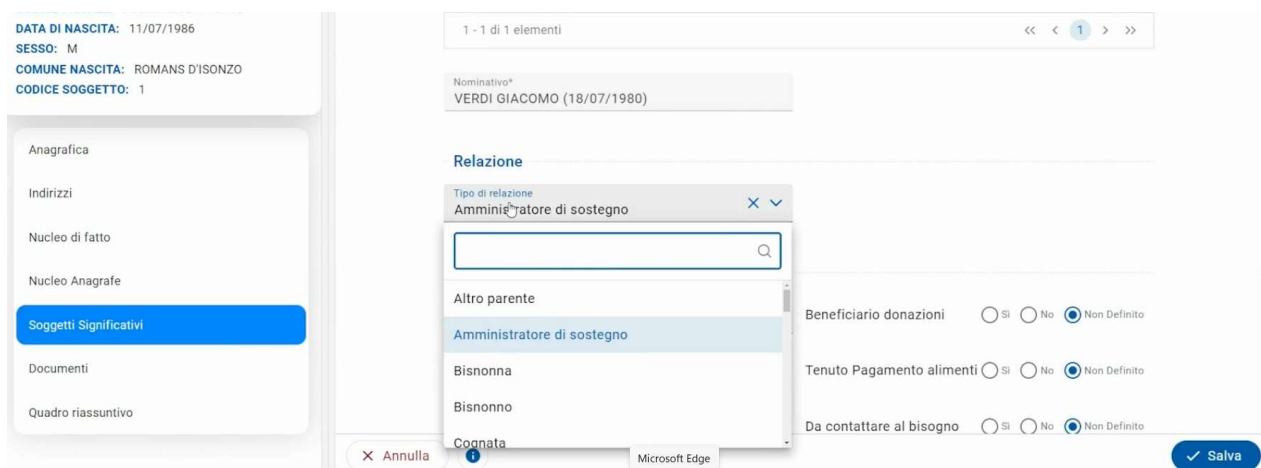 DATA DI NASCITA: 11/07/1986
SESSO: M
COMUNE NASCITA: ROMANS D'ISONZO
CODICE SOGGETTO: 1
Anagrafica
Indirizzi
Nucleo di fatto
Nucleo Anagrafe
Soggetti Significativi
Documenti
Quadro riassuntivo
1 - 1 di 1 elementi
<< < 1 > >>
Nominativo*
VERDI GIACOMO (18/07/1980)
Relazione
Tipo di relazione
Amministratore di sostegno
Altro parente
Amministratore di sostegno
Bisnonna
Bisnonno
Cognata
Beneficiario donazioni Sì No Non Definito
Tenuto Pagamento alimenti Sì No Non Definito
Da contattare al bisogno Sì No Non Definito
Annulla
Microsoft Edge
Salva